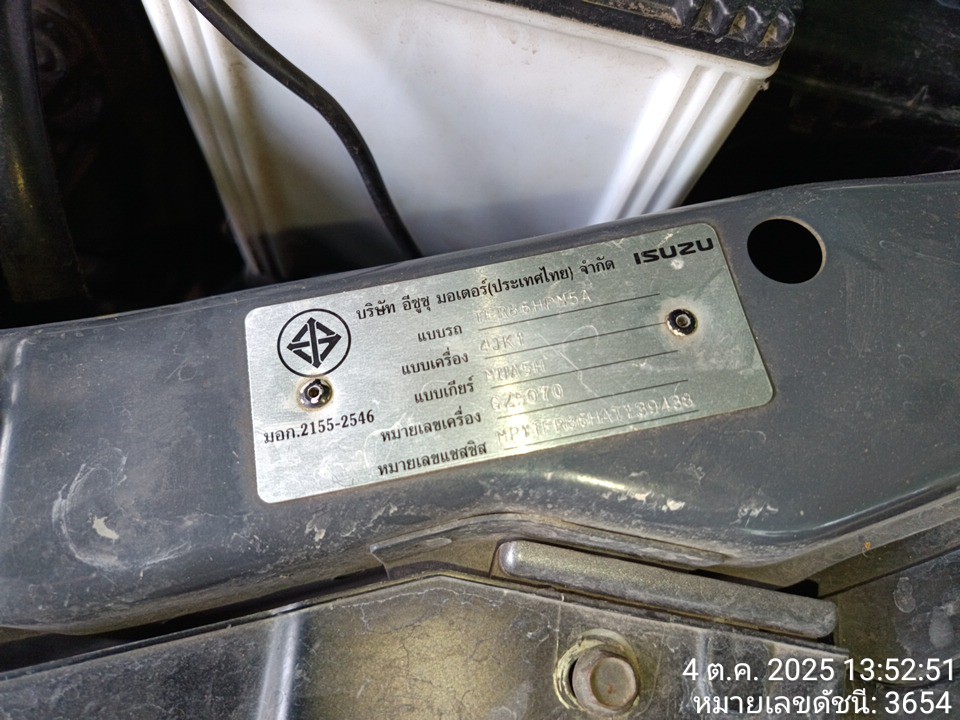 บริษัท อีซูซุ มอเตอร์(ประเทศไทย) จำกัด ISUZU
แบบรถ
แบบเครื่อง 4JK1
แบบเกียร์
หมายเลขเครื่อง
หมายเลขแชสซิส
มอก.2155-2546
4 ต.ค. 2025 13:52:51
หมายเลขดัชนี: 3654